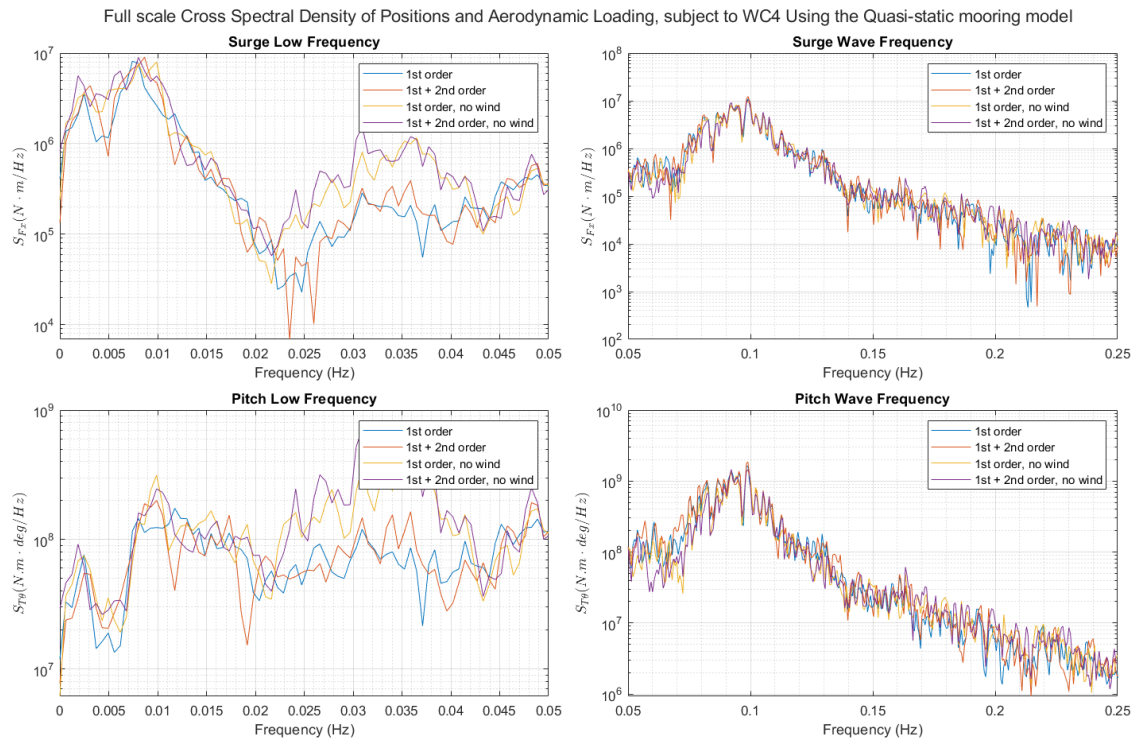 Full scale Cross Spectral Density of Positions and Aerodynamic Loading, subject to WC4 Using the Quasi-static mooring model
Surge Low Frequency
10^7
10^6
10^5
10^4
S_{Fx}(N · m/Hz)
0 0.005 0.01 0.015 0.02 0.025 0.03 0.035 0.04 0.045 0.05
Frequency (Hz)
1st order
1st + 2nd order
1st order, no wind
1st + 2nd order, no wind
Surge Wave Frequency
10^8
10^7
10^6
10^5
10^4
10^3
10^2
S_{Fx}(N · m/Hz)
0.05 0.1 0.15 0.2 0.25
Frequency (Hz)
1st order
1st + 2nd order
1st order, no wind
1st + 2nd order, no wind
Pitch Low Frequency
10^9
10^8
10^7
S_{Tθ}(N.m · deg/Hz)
0 0.005 0.01 0.015 0.02 0.025 0.03 0.035 0.04 0.045 0.05
Frequency (Hz)
1st order
1st + 2nd order
1st order, no wind
1st + 2nd order, no wind
Pitch Wave Frequency
10^10
10^9
10^8
10^7
10^6
S_{Tθ}(N.m · deg/Hz)
0.05 0.1 0.15 0.2 0.25
Frequency (Hz)
1st order
1st + 2nd order
1st order, no wind
1st + 2nd order, no wind